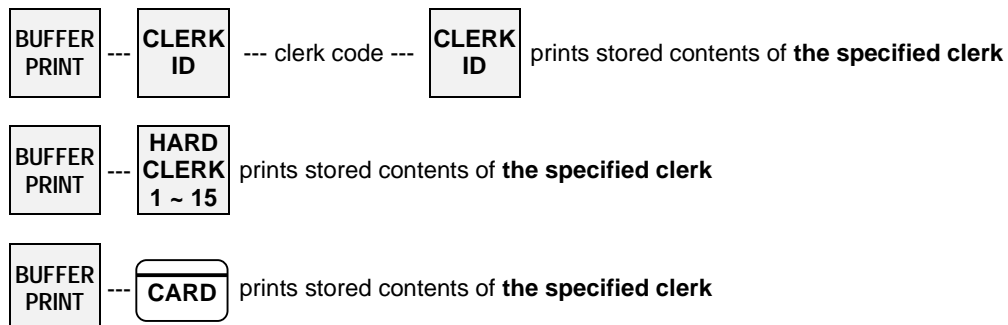 BUFFER PRINT --- CLERK ID --- clerk code --- CLERK ID prints stored contents of the specified clerk
BUFFER PRINT --- HARD CLERK 1 ~ 15 prints stored contents of the specified clerk
BUFFER PRINT --- CARD prints stored contents of the specified clerk